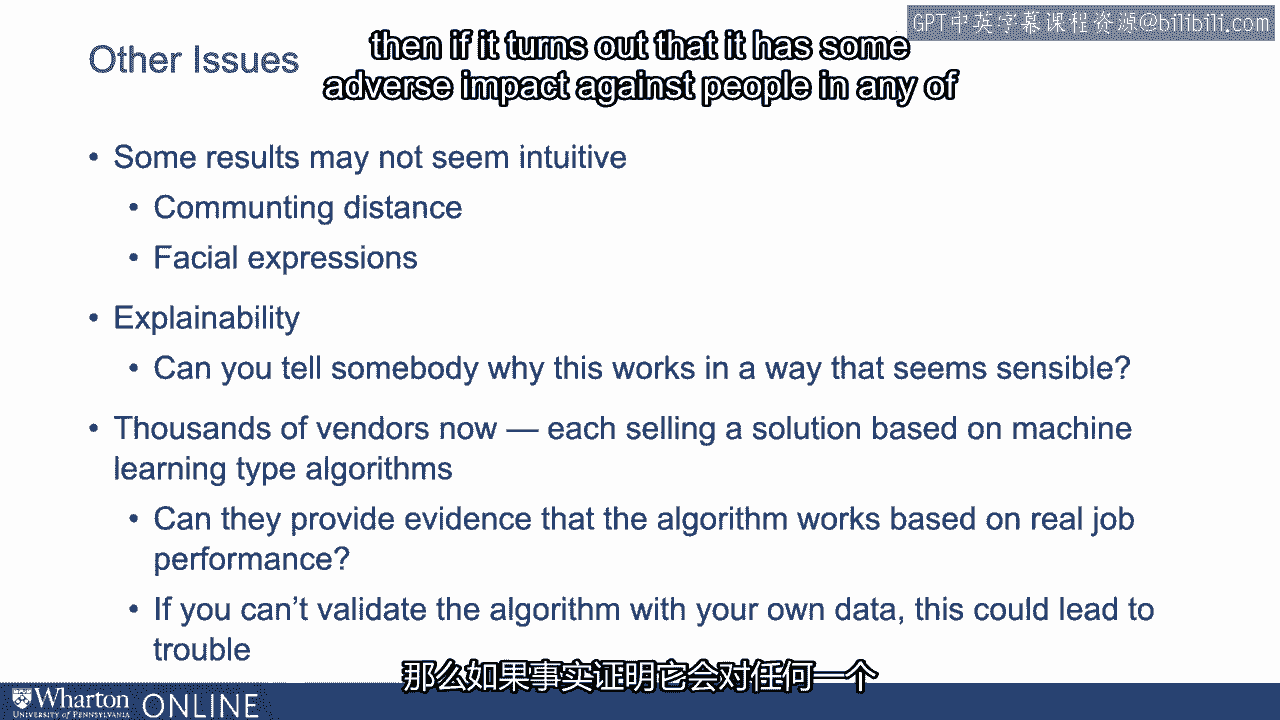 GPT中英字幕课程资源@bilibili.com
then if it turns out that it has some
adverse impact against people in any of
Other Issues
• Some results may not seem intuitive
• Communting distance
• Facial expressions
• Explainability
• Can you tell somebody why this works in a way that seems sensible?
• Thousands of vendors now — each selling a solution based on machine
learning type algorithms
• Can they provide evidence that the algorithm works based on real job
performance?
• If you can't validate the algorithm with your own data, this could lead to
trouble
那么如果事实证明它会对任何一个
Wharton ONLINE
UNIVERSITY of PENNSYLVANIA